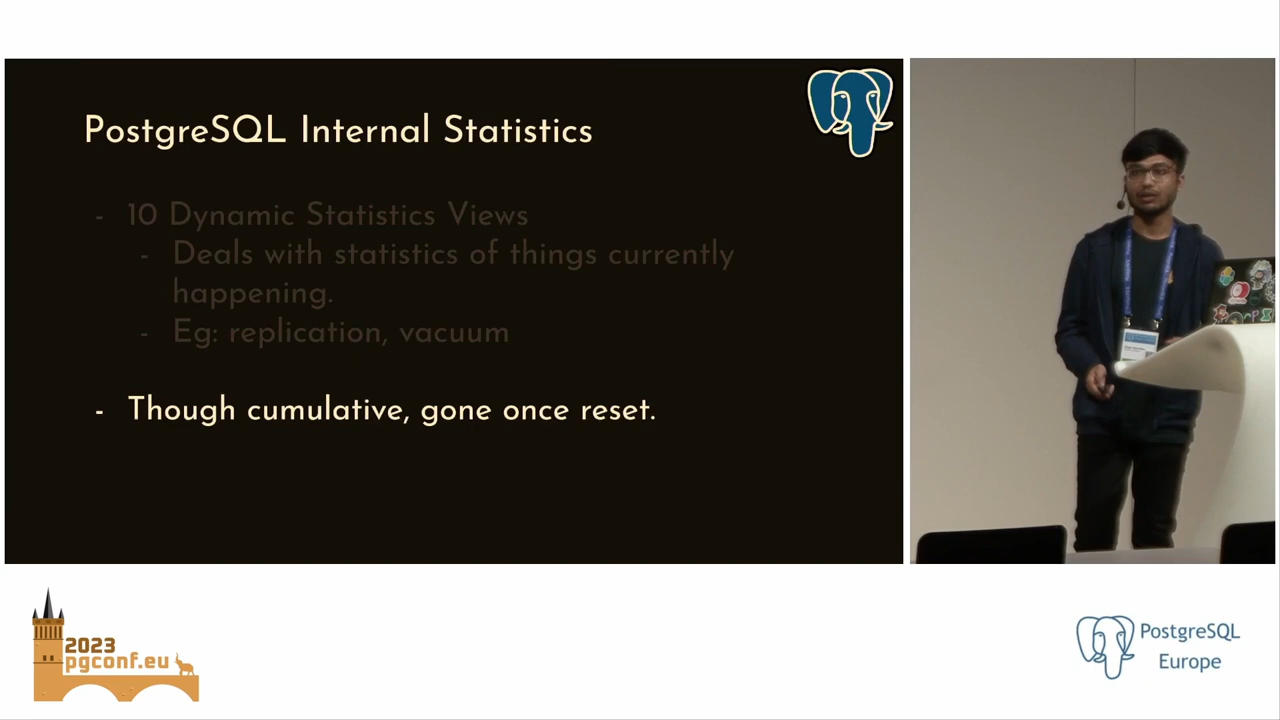 PostgreSQL Internal Statistics
- 10 Dynamic Statistics Views
- Deals with statistics of things currently
happening.
- Eg: replication, vacuum
- Though cumulative, gone once reset.
2023
pgconf.eu
PostgreSQL
Europe